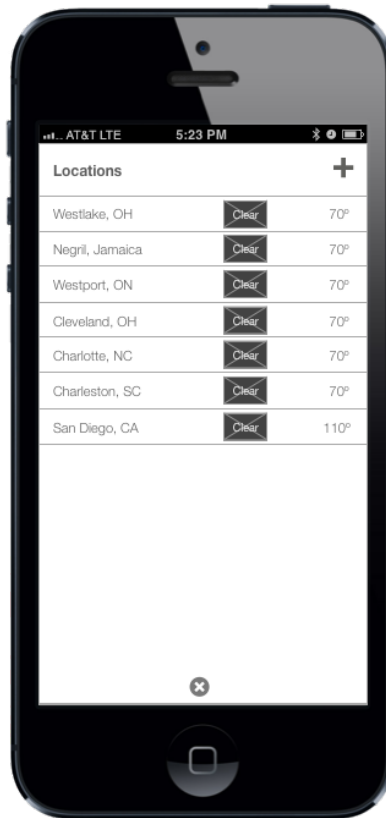 AT&T LTE 5:23 PM
Locations
Westlake, OH Clear 70º
Negril, Jamaica Clear 70º
Westport, ON Clear 70º
Cleveland, OH Clear 70º
Charlotte, NC Clear 70º
Charleston, SC Clear 70º
San Diego, CA Clear 110º